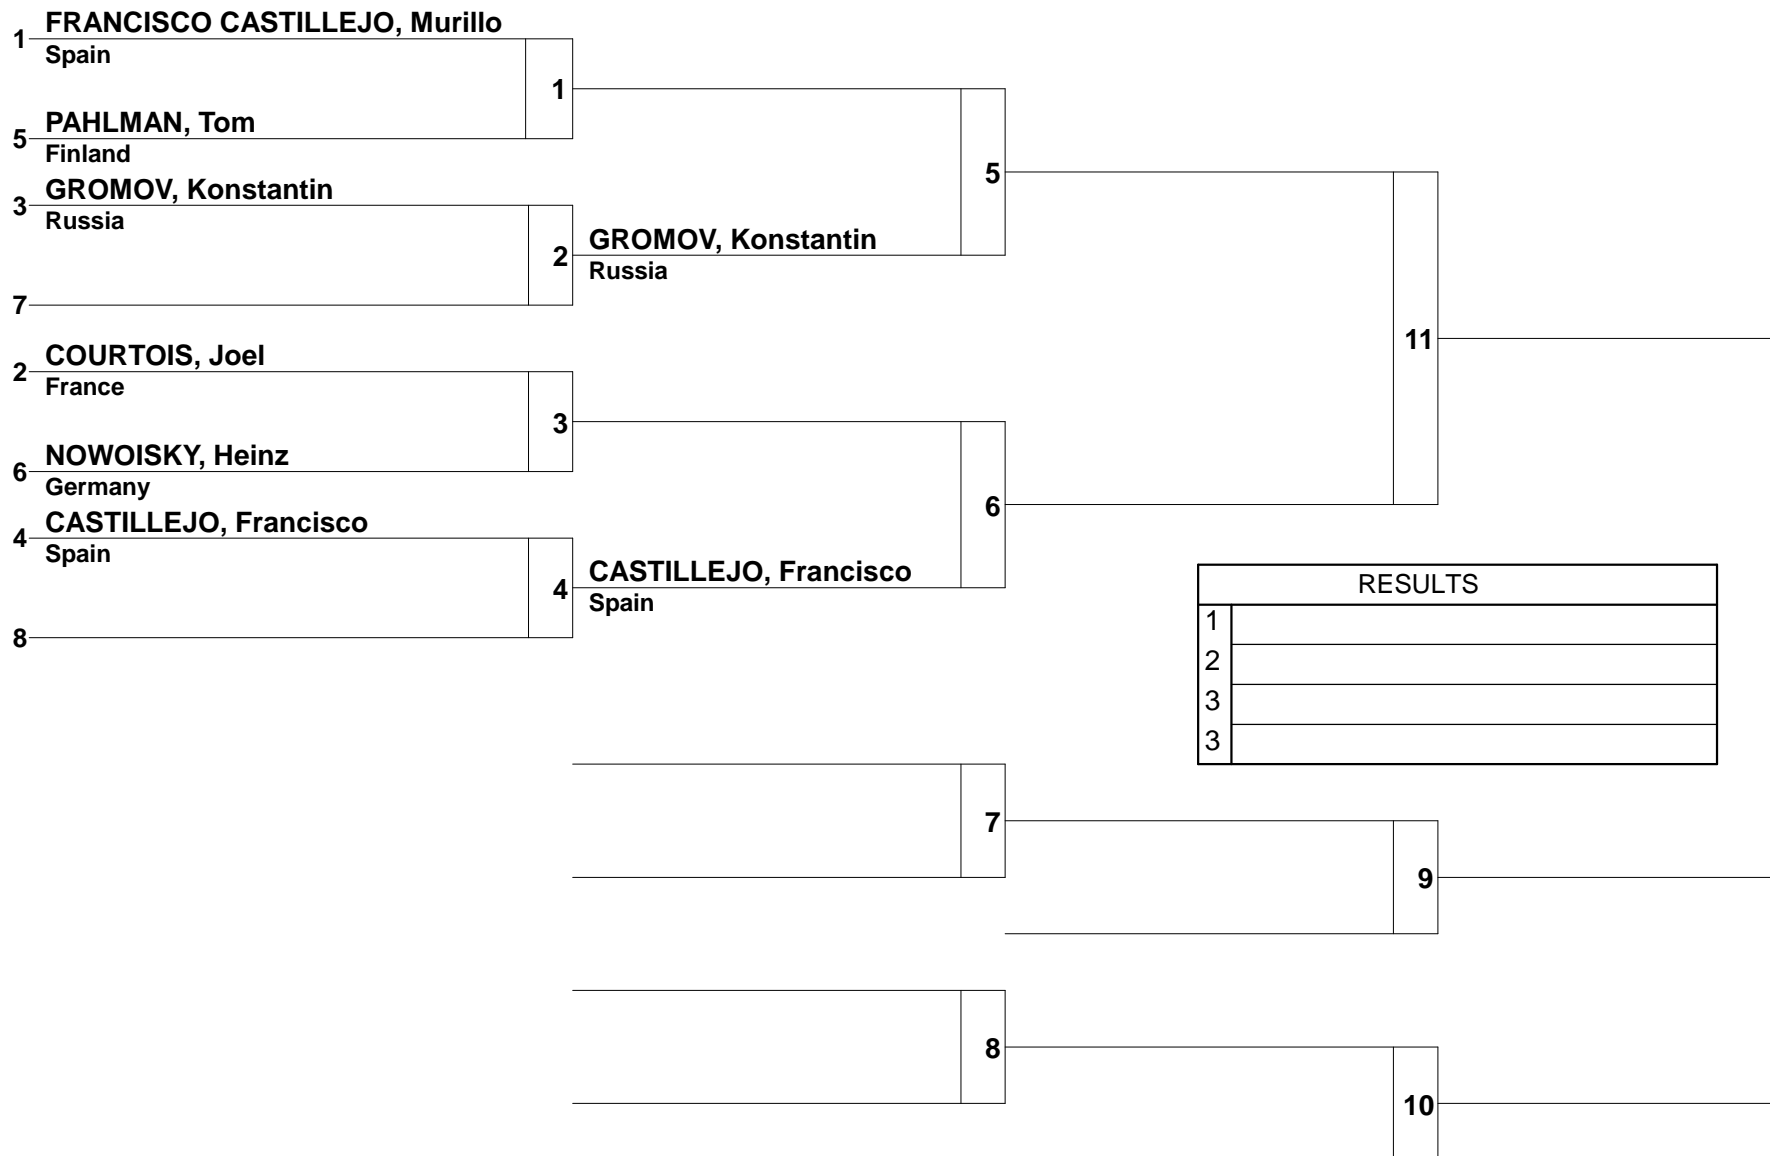 FRANCISCO CASTILLEJO, Murillo
1
Spain
1
PAHLMAN, Tom
5
Finland
5
GROMOV, Konstantin
3
Russia
GROMOV, Konstantin
2
Russia
7
11
COURTOIS, Joel
2
France
3
NOWOISKY, Heinz
6
Germany
6
CASTILLEJO, Francisco
4
Spain
CASTILLEJO, Francisco
4
Spain
8
RESULTS
1
2
3
3
7
9
8
10